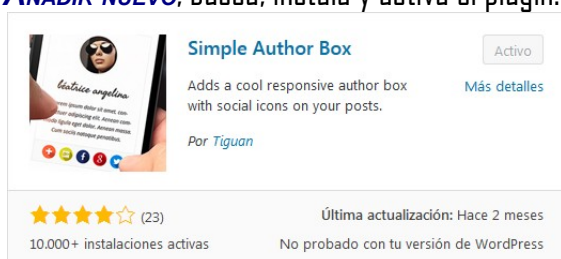 AÑADIR NUEVO, busca, instala y activa el plugin:
Simple Author Box
Activo
Adds a cool responsive author box
with social icons on your posts.
Más detalles
Por Tiguan
béatrice angelina
(23)
Última actualización: Hace 2 meses
10.000+ instalaciones activas
No probado con tu versión de WordPress